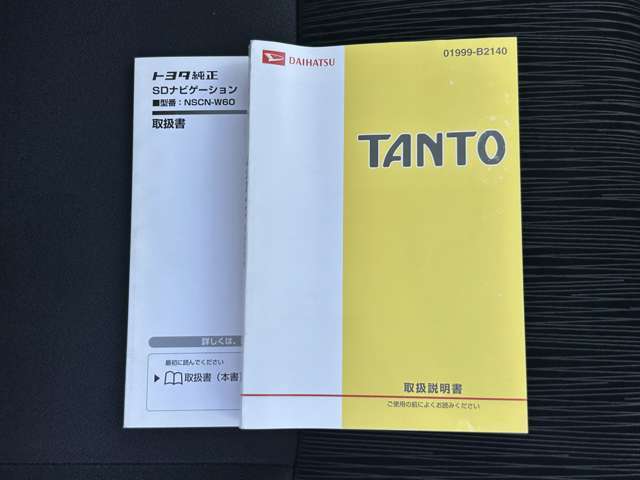 トヨタ純正
SDナビゲーション
■型番：NSCN-W60
取扱書
詳しくは、
最初に読んでください
取扱書（本書）
DAIHATSU
01999-B2140
TANTO
取扱説明書
ご使用の前によくお読みください